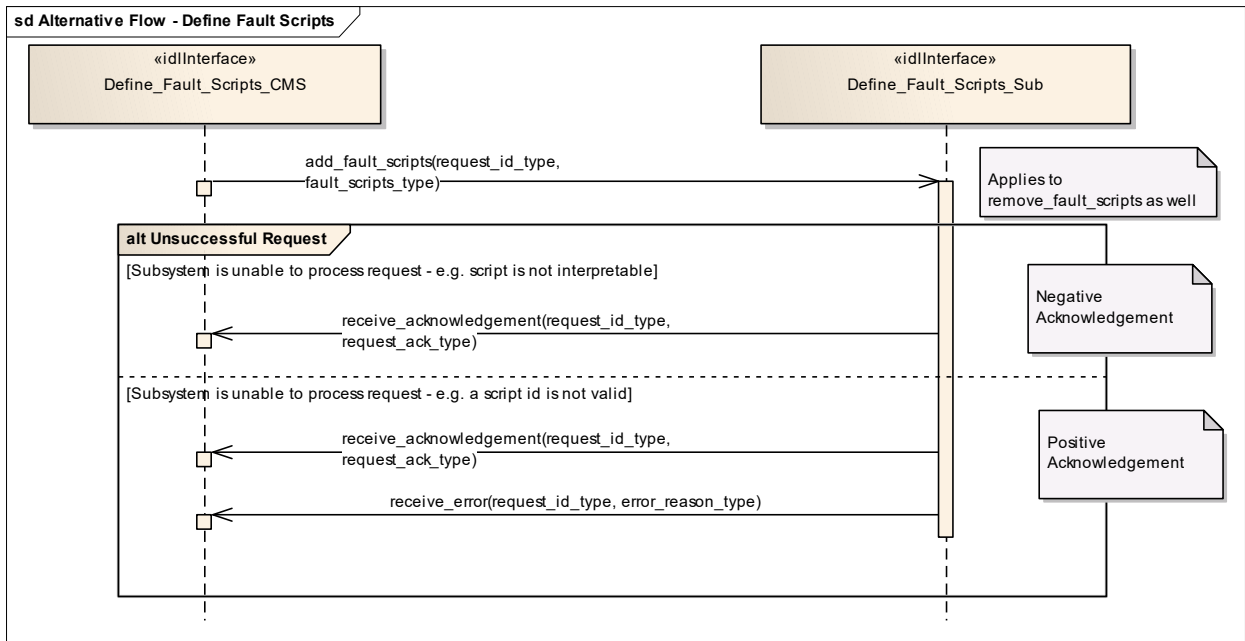 sd Alternative Flow - Define Fault Scripts
«idlInterface»
Define_Fault_Scripts_CMS
«idlInterface»
Define_Fault_Scripts_Sub
add_fault_scripts(request_id_type,
fault_scripts_type)
Applies to
remove_fault_scripts as well
alt Unsuccessful Request
[Subsystem is unable to process request - e.g. script is not interpretable]
Negative
Acknowledgement
receive_acknowledgement(request_id_type,
request_ack_type)
[Subsystem is unable to process request - e.g. a script id is not valid]
receive_acknowledgement(request_id_type,
request_ack_type)
Positive
Acknowledgement
receive_error(request_id_type, error_reason_type)